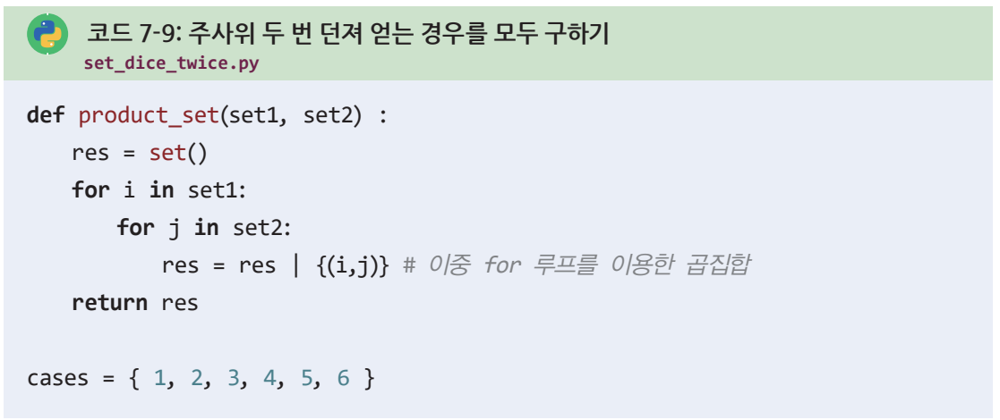 코드 7-9: 주사위 두 번 던져 얻는 경우를 모두 구하기
set_dice_twice.py
def product_set(set1, set2) :
    res = set()
    for i in set1:
        for j in set2:
            res = res | {(i,j)} # 이중 for 루프를 이용한 곱집합
    return res
cases = { 1, 2, 3, 4, 5, 6 }